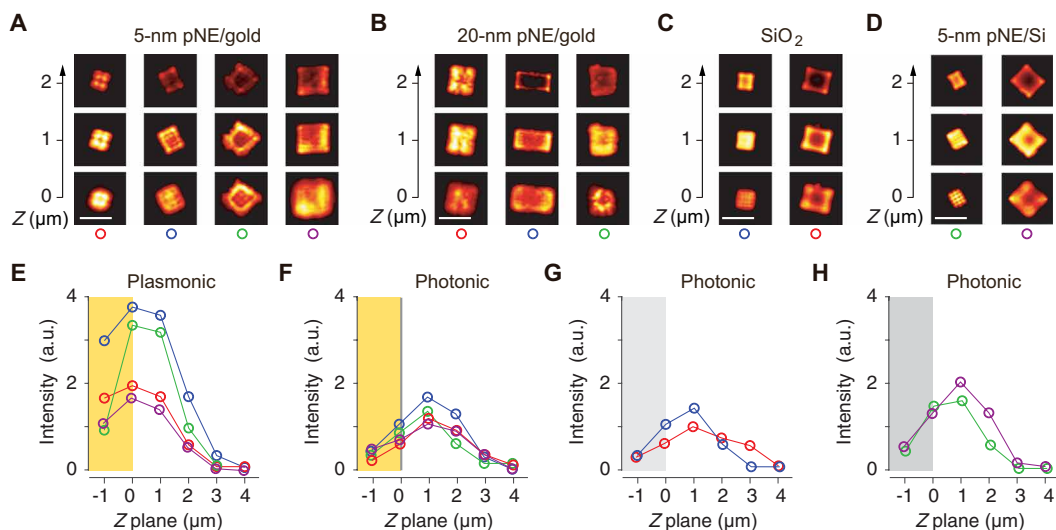 A
5-nm pNE/gold
2
1
0
Z (μm)
B
20-nm pNE/gold
2
1
0
Z (μm)
C
SiO2
2
1
0
Z (μm)
D
5-nm pNE/Si
2
1
0
Z (μm)
E
Plasmonic
4
2
0
Intensity (a.u.)
-1 0 1 2 3 4
Z plane (μm)
F
Photonic
4
2
0
Intensity (a.u.)
-1 0 1 2 3 4
Z plane (μm)
G
Photonic
4
2
0
Intensity (a.u.)
-1 0 1 2 3 4
Z plane (μm)
H
Photonic
4
2
0
Intensity (a.u.)
-1 0 1 2 3 4
Z plane (μm)